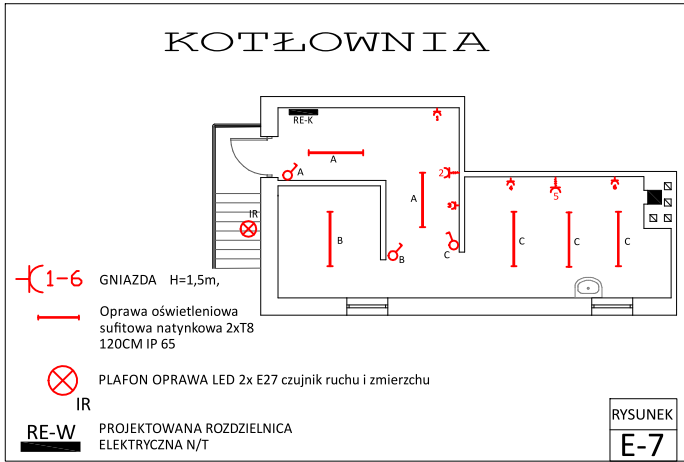 KOTŁOWNIA
RE-K
A
A
2
A
5
IR
B
B
C
C
C
C
1-6 GNIAZDA H=1,5m,
Oprawa oświetleniowa
sufitowa natynkowa 2xT8
120CM IP 65
PLAFON OPRAWA LED 2x E27 czujnik ruchu i zmierzchu
IR
RE-W PROJEKTOWANA ROZDZIELNICA
ELEKTRYCZNA N/T
RYSUNEK
E-7